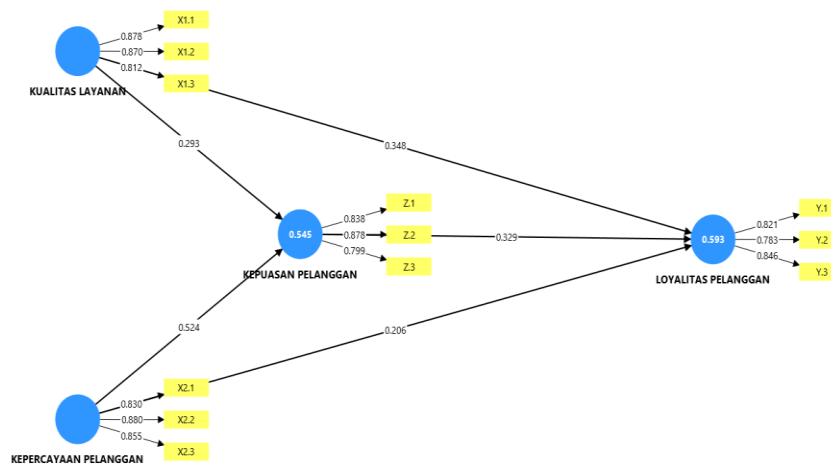 X1.1
0.878
0.870
X1.2
0.812
X1.3
KUALITAS LAYANAN
0.293
0.348
Z.1
0.838
0.545
0.878
Z.2
0.799
Z.3
KEPUASAN PELANGGAN
0.329
Y.1
0.821
0.593
0.783
Y.2
0.846
Y.3
LOYALITAS PELANGGAN
0.524
0.206
X2.1
0.830
0.880
X2.2
0.855
X2.3
KEPERCAYAAN PELANGGAN